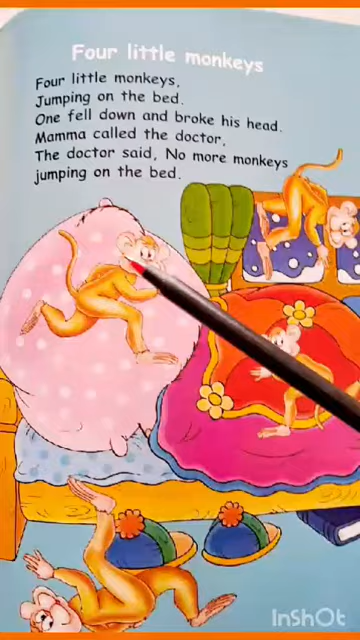 Four little monkeys
Four little monkeys,
Jumping on the bed.
One fell down and broke his head.
Mamma called the doctor,
The doctor said, No more monkeys
jumping on the bed.
InShOt